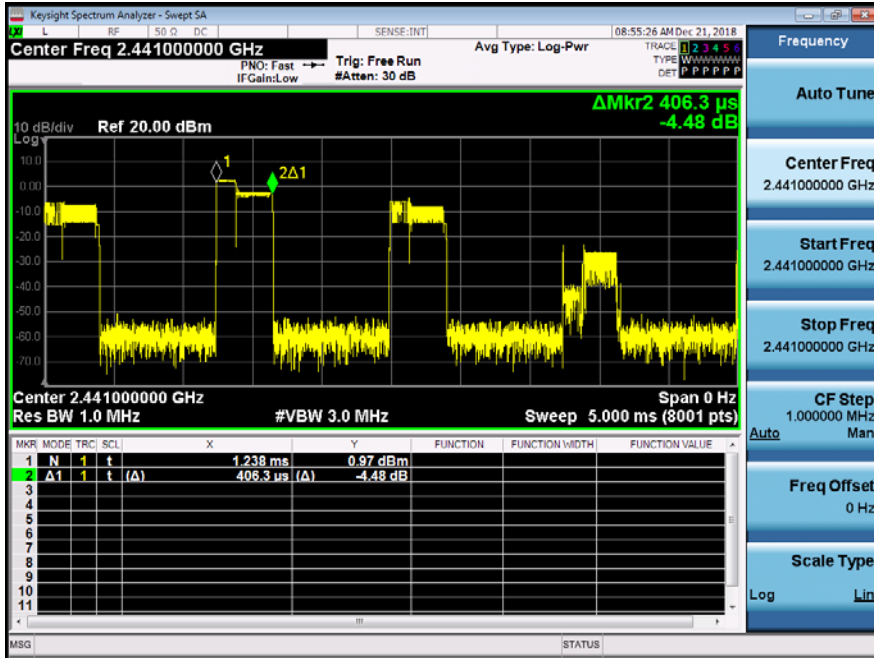 Keysight Spectrum Analyzer - Swept SA
L RF 50 Ω DC SENSE:INT 08:55:26 AM Dec 21, 2018
Center Freq 2.441000000 GHz
PNO: Fast
IFGain:Low
Trig: Free Run
#Atten: 30 dB
Avg Type: Log-Pwr
TRACE 1 2 3 4 5 6
TYPE WWWWWW
DET P P P P P P
ΔMkr2 406.3 µs
-4.48 dB
10 dB/div Ref 20.00 dBm
Log
10.0
0.00
-10.0
-20.0
-30.0
-40.0
-50.0
-60.0
-70.0
1
2Δ1
Center 2.441000000 GHz Span 0 Hz
Res BW 1.0 MHz #VBW 3.0 MHz Sweep 5.000 ms (8001 pts)
MKR MODE TRC SCL X Y FUNCTION FUNCTION WIDTH FUNCTION VALUE
1 N 1 t 1.238 ms 0.97 dBm
2 Δ1 1 t (Δ) 406.3 us (Δ) -4.48 dB
3
4
5
6
7
8
9
10
11
MSG STATUS
Frequency
Auto Tune
Center Freq
2.441000000 GHz
Start Freq
2.441000000 GHz
Stop Freq
2.441000000 GHz
CF Step
1.000000 MHz
Auto Man
Freq Offset
0 Hz
Scale Type
Log Lin